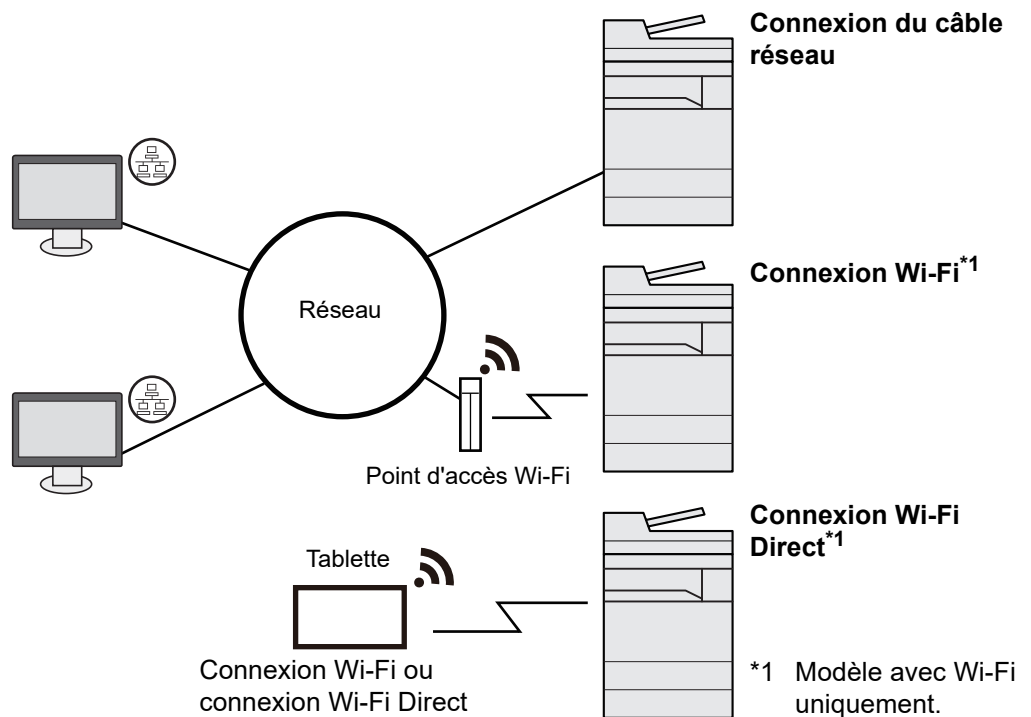 Connexion du câble
réseau
Réseau
Connexion Wi-Fi*1
Point d'accès Wi-Fi
Connexion Wi-Fi
Direct*1
Tablette
Connexion Wi-Fi ou
connexion Wi-Fi Direct
*1 Modèle avec Wi-Fi
uniquement.